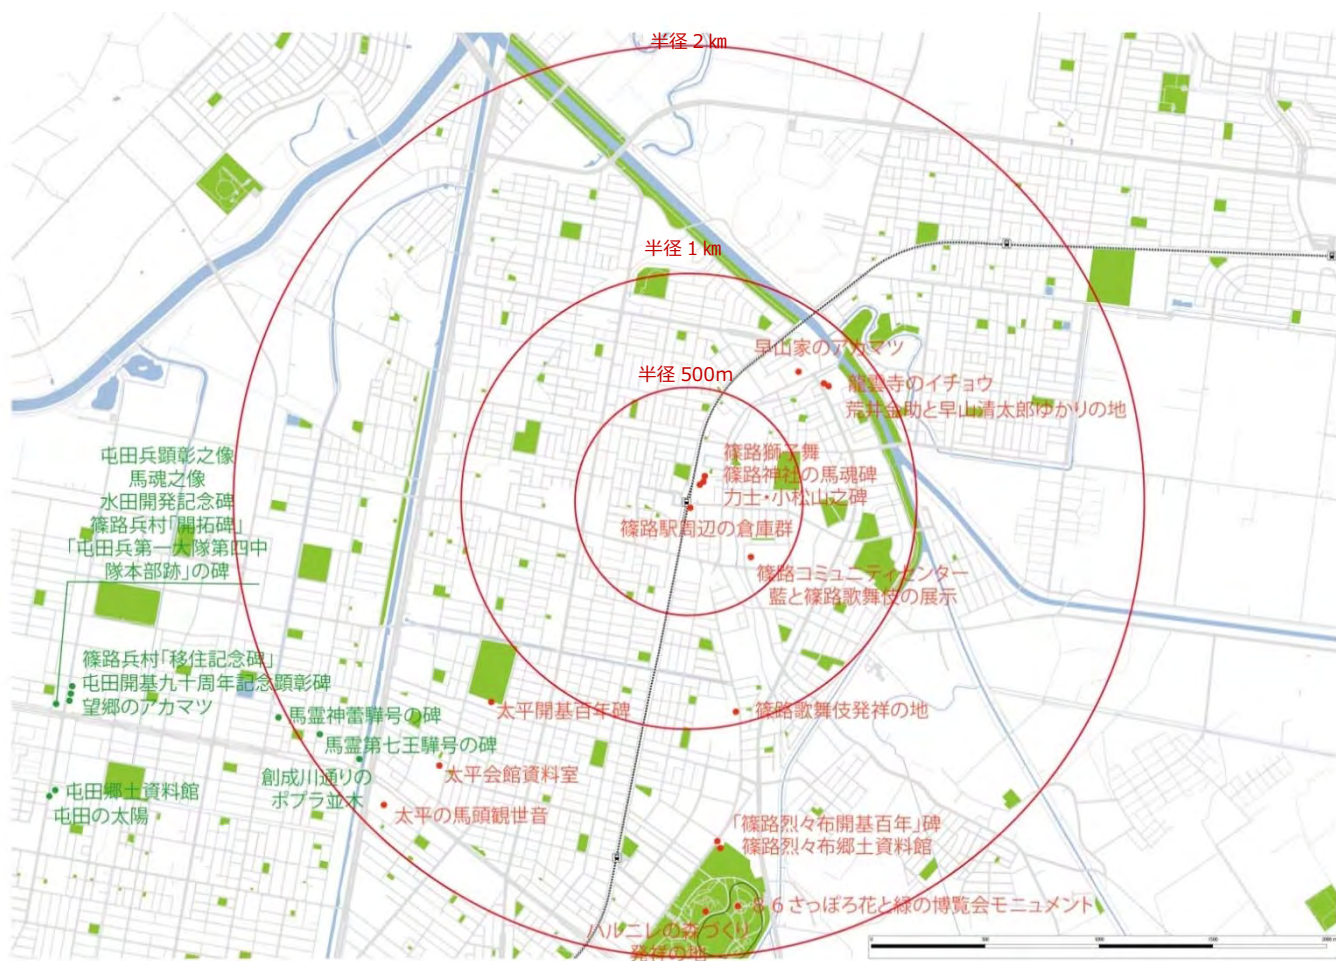 半径２㎞
半径１㎞
半径 500m
早山家のアカマツ
龍雲寺のイチョウ
荒井金助と早山清太郎ゆかりの地
篠路獅子舞
篠路神社の馬魂碑
力士・小松山之碑
篠路駅周辺の倉庫群
篠路コミュニティセンター
藍と篠路歌舞伎の展示
屯田兵顕彰之像
馬魂之像
水田開発記念碑
篠路兵村「開拓碑」
「屯田兵第一大隊第四中
隊本部跡」の碑
篠路兵村「移住記念碑」
屯田開基九十周年記念顕彰碑
望郷のアカマツ
馬霊神蕾驊号の碑
馬霊第七王驊号の碑
創成川通りの
ポプラ並木
屯田郷土資料館
屯田の太陽
太平開基百年碑
篠路歌舞伎発祥の地
太平会館資料室
太平の馬頭観世音
「篠路烈々布開基百年」碑
篠路烈々布郷土資料館
８６さっぽろ花と緑の博覧会モニュメント
ハルニレの森づくり
発祥の地
0 500 1000 1500